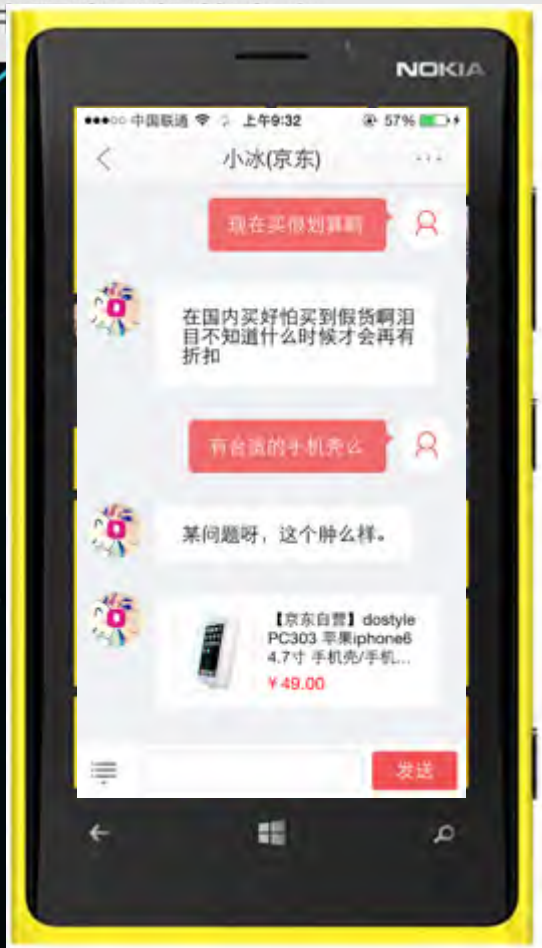 NOKIA
中国联通 上午9:32 57%
小冰(京东)
现在买很划算啊
在国内买好怕买到假货啊泪
目不知道什么时候才会再有
折扣
有合适的手机壳么
某问题呀，这个肿么样。
【京东自营】dostyle
PC303 苹果iphone6
4.7寸 手机壳/手机...
￥49.00
发送